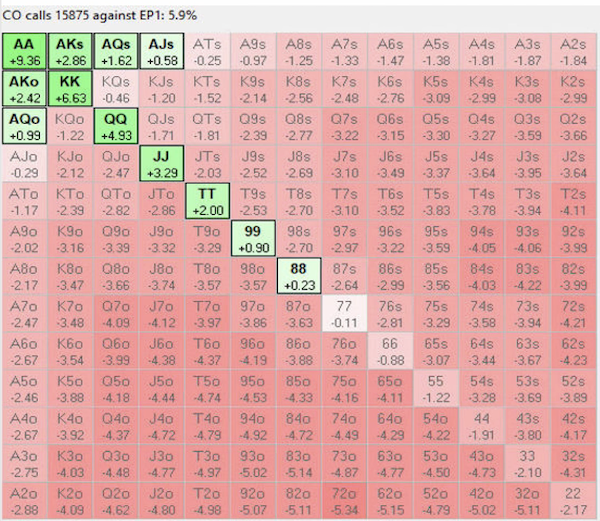 CO calls 15875 against EP1: 5.9%
AA AKs AQs AJs ATs A9s A8s A7s A6s A5s A4s A3s A2s
+9.36 +2.86 +1.62 +0.58 -0.25 -0.97 -1.25 -1.33 -1.47 -1.38 -1.81 -1.87 -1.84
AKo KK KQs KJs KTs K9s K8s K7s K6s K5s K4s K3s K2s
+2.42 +6.63 -0.46 -1.20 -1.52 -2.14 -2.56 -2.48 -2.76 -3.09 -2.99 -3.08 -2.99
AQo KQo QQ QJs QTs Q9s Q8s Q7s Q6s Q5s Q4s Q3s Q2s
+0.99 -1.22 +4.93 -1.71 -1.81 -2.39 -2.77 -3.22 -3.15 -3.30 -3.27 -3.59 -3.66
AJo KJo QJo JJ JTs J9s J8s J7s J6s J5s J4s J3s J2s
-0.29 -2.12 -2.47 +3.29 -2.03 -2.52 -2.69 -3.10 -3.49 -3.37 -3.64 -3.95 -3.64
ATo KTo QTo JTo TT T9s T8s T7s T6s T5s T4s T3s T2s
-1.17 -2.39 -2.82 -2.86 +2.00 -2.53 -2.70 -3.10 -3.52 -3.83 -3.78 -3.94 -4.11
A9o K9o Q9o J9o T9o 99 98s 97s 96s 95s 94s 93s 92s
-2.02 -3.16 -3.39 -3.32 -3.29 +0.90 -2.70 -2.97 -3.22 -3.59 -4.05 -4.06 -3.99
A8o K8o Q8o J8o T8o 98o 88 87s 86s 85s 84s 83s 82s
-2.17 -3.47 -3.66 -3.74 -3.57 -3.57 +0.23 -2.64 -2.99 -3.56 -4.03 -4.22 -3.99
A7o K7o Q7o J7o T7o 97o 87o 77 76s 75s 74s 73s 72s
-2.47 -3.48 -4.09 -4.12 -3.97 -3.86 -3.63 -0.11 -2.81 -3.29 -3.58 -3.94 -4.21
A6o K6o Q6o J6o T6o 96o 86o 76o 66 65s 64s 63s 62s
-2.67 -3.54 -3.99 -4.38 -4.37 -4.19 -3.88 -3.74 -0.88 -3.07 -3.44 -3.67 -4.23
A5o K5o Q5o J5o T5o 95o 85o 75o 65o 55 54s 53s 52s
-2.46 -3.88 -4.18 -4.44 -4.74 -4.53 -4.33 -4.16 -4.11 -1.22 -3.28 -3.69 -3.89
A4o K4o Q4o J4o T4o 94o 84o 74o 64o 54o 44 43s 42s
-2.67 -3.92 -4.37 -4.72 -4.79 -4.92 -4.72 -4.49 -4.29 -4.22 -1.91 -3.80 -4.17
A3o K3o Q3o J3o T3o 93o 83o 73o 63o 53o 43o 33 32s
-2.75 -4.03 -4.48 -4.77 -4.97 -5.02 -5.14 -4.87 -4.77 -4.50 -4.73 -2.10 -4.31
A2o K2o Q2o J2o T2o 92o 82o 72o 62o 52o 42o 32o 22
-2.88 -4.09 -4.62 -4.80 -4.98 -5.07 -5.11 -5.34 -5.15 -4.79 -5.02 -5.11 -2.17